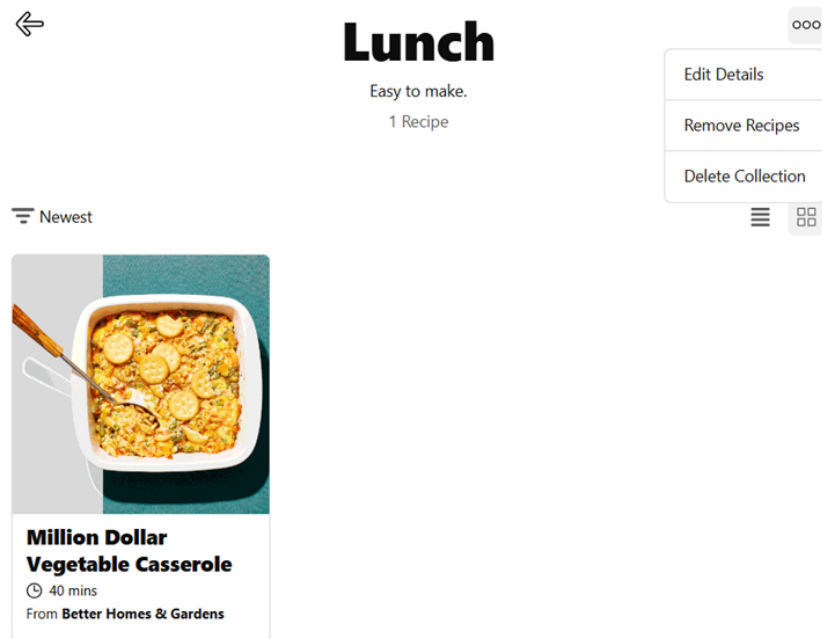 Lunch
Easy to make.
1 Recipe
Edit Details
Remove Recipes
Delete Collection
Newest
Million Dollar
Vegetable Casserole
40 mins
From Better Homes & Gardens